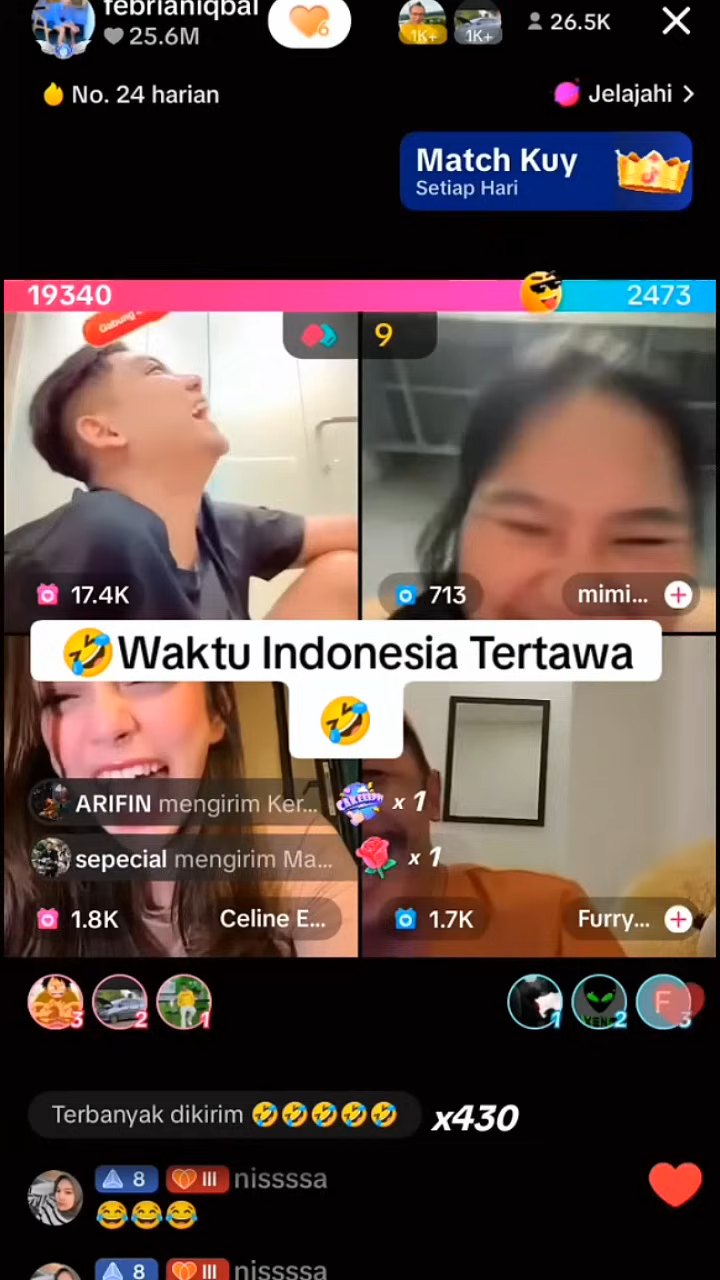 febrianiqbal
25.6M
6
1K+
1K+
26.5K
No. 24 harian
Jelajahi
Match Kuy
Setiap Hari
19340
2473
9
17.4K
713
mimi...
🤣Waktu Indonesia Tertawa
🤣
ARIFIN mengirim Ker...
x 1
sepecial mengirim Ma...
x 1
1.8K
Celine E...
1.7K
Furry...
3
2
1
1
2
F
3
Terbanyak dikirim 🤣🤣🤣🤣🤣
x430
8
III
nissssa
😂😂😂
8
III
nissssa